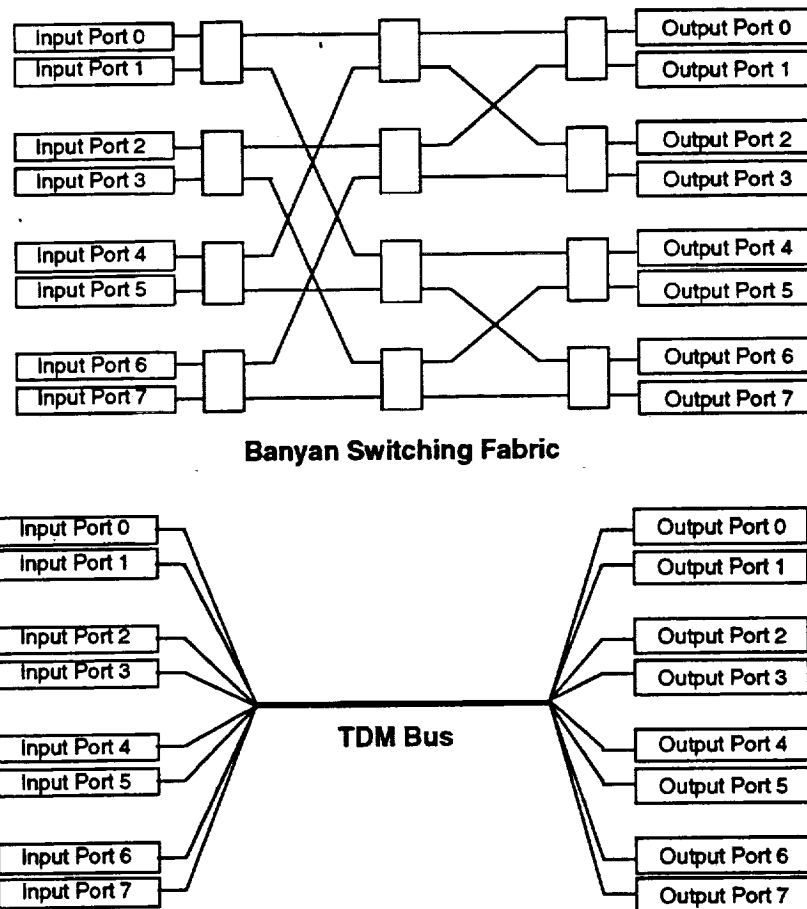 Input Port 0
Output Port 0
Input Port 1
Output Port 1
Input Port 2
Output Port 2
Input Port 3
Output Port 3
Input Port 4
Output Port 4
Input Port 5
Output Port 5
Input Port 6
Output Port 6
Input Port 7
Output Port 7
Banyan Switching Fabric
Input Port 0
Output Port 0
Input Port 1
Output Port 1
Input Port 2
Output Port 2
Input Port 3
Output Port 3
TDM Bus
Input Port 4
Output Port 4
Input Port 5
Output Port 5
Input Port 6
Output Port 6
Input Port 7
Output Port 7